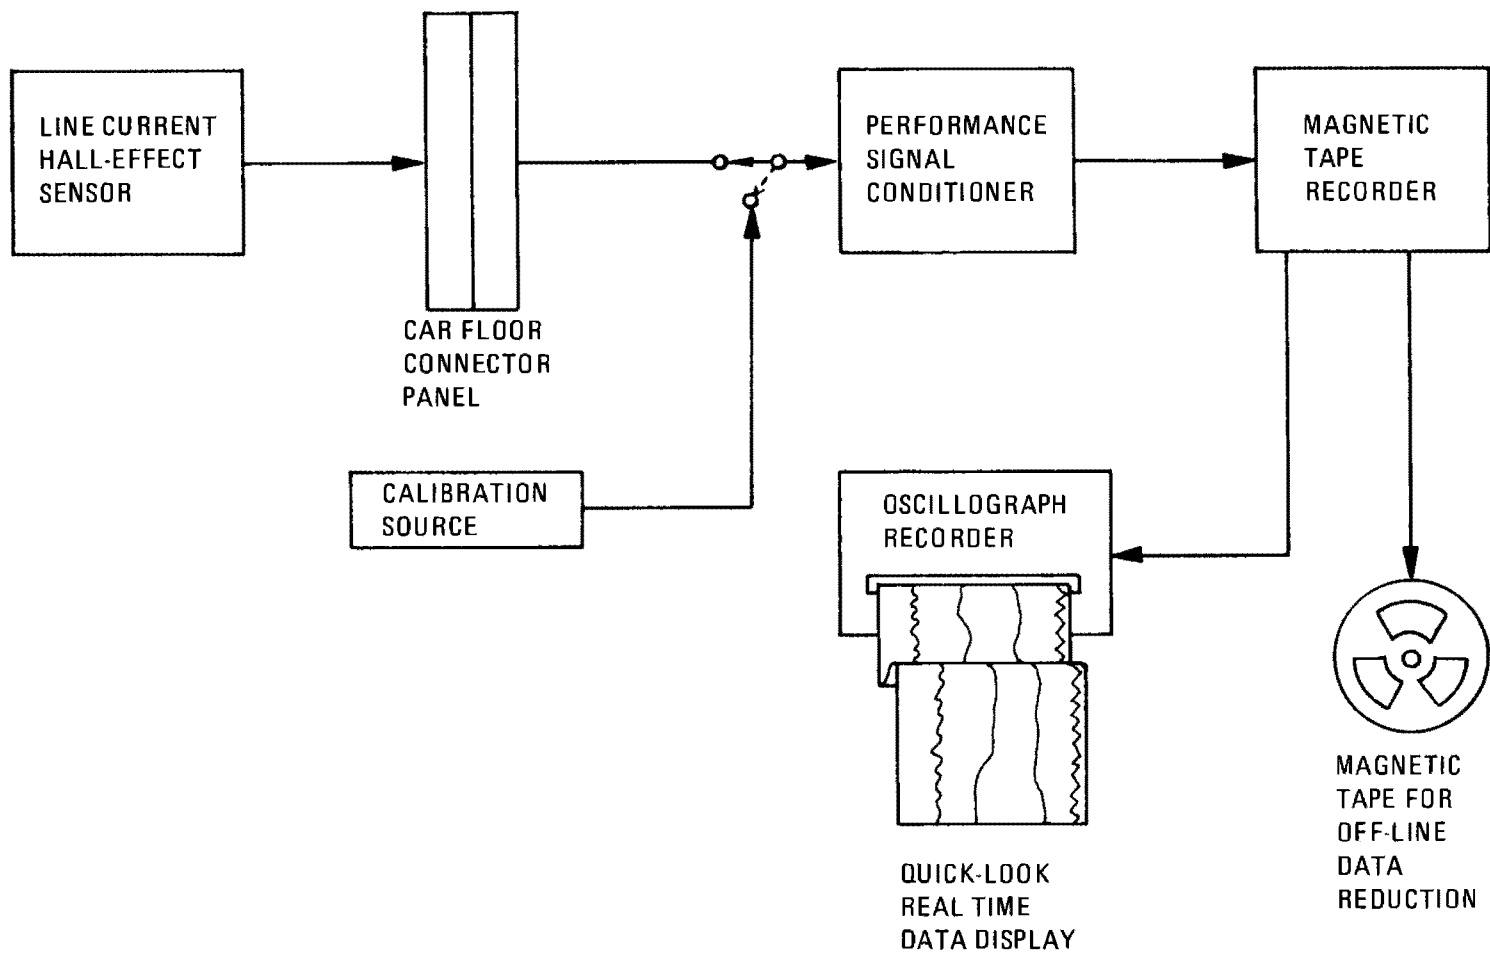 LINE CURRENT
HALL-EFFECT
SENSOR
CAR FLOOR
CONNECTOR
PANEL
PERFORMANCE
SIGNAL
CONDITIONER
MAGNETIC
TAPE
RECORDER
CALIBRATION
SOURCE
OSCILLOGRAPH
RECORDER
QUICK-LOOK
REAL TIME
DATA DISPLAY
MAGNETIC
TAPE FOR
OFF-LINE
DATA
REDUCTION